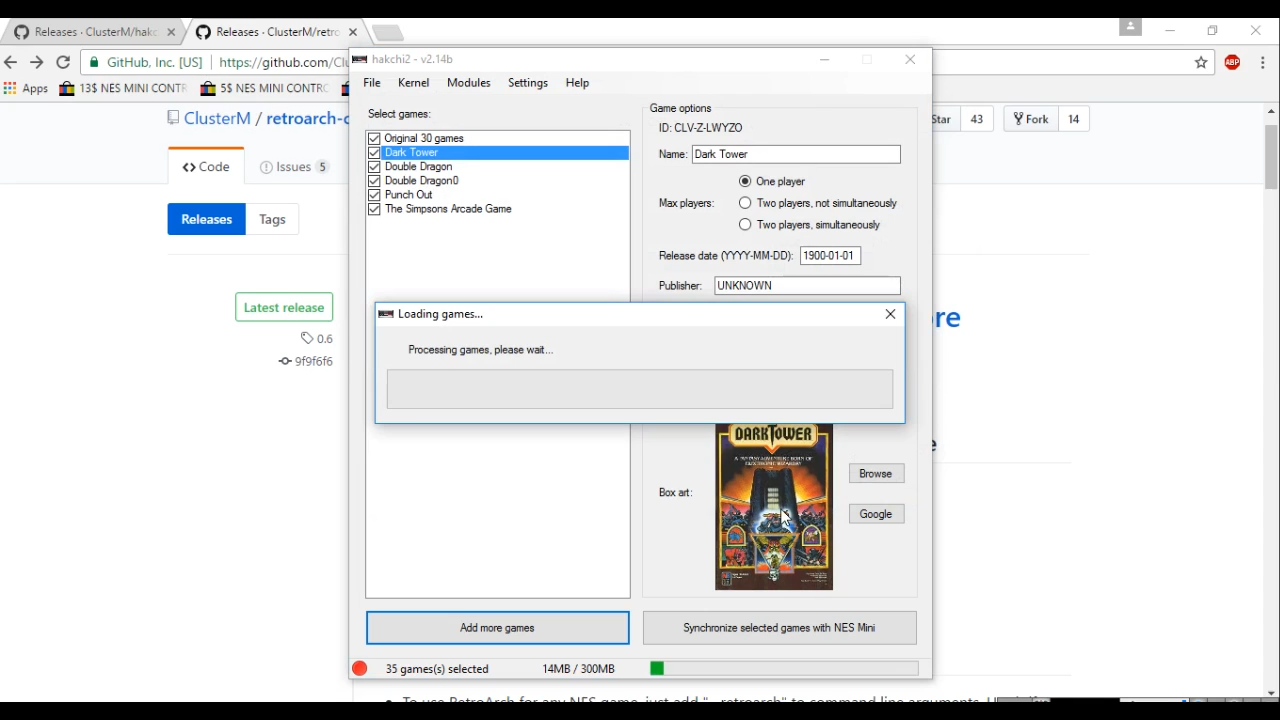 Releases · ClusterM/hakc
Releases · ClusterM/retro
GitHub, Inc. [US] https://github.com/Cl
ABP
Apps 13$ NES MINI CONTR 5$ NES MINI CONTRO
ClusterM / retroarch-c
Star 43 Fork 14
Code Issues 5
Releases Tags
Latest release
0.6
9f9f6f6
hakchi2 - v2.14b
File Kernel Modules Settings Help
Select games:
Original 30 games
Dark Tower
Double Dragon
Double Dragon0
Punch Out
The Simpsons Arcade Game
Game options
ID: CLV-Z-LWYZO
Name: Dark Tower
Max players:
One player
Two players, not simultaneously
Two players, simultaneously
Release date (YYYY-MM-DD): 1900-01-01
Publisher: UNKNOWN
Loading games...
Processing games, please wait...
ore
e
Box art:
DARKTOWER
Browse
Google
Add more games
Synchronize selected games with NES Mini
35 games(s) selected 14MB / 300MB